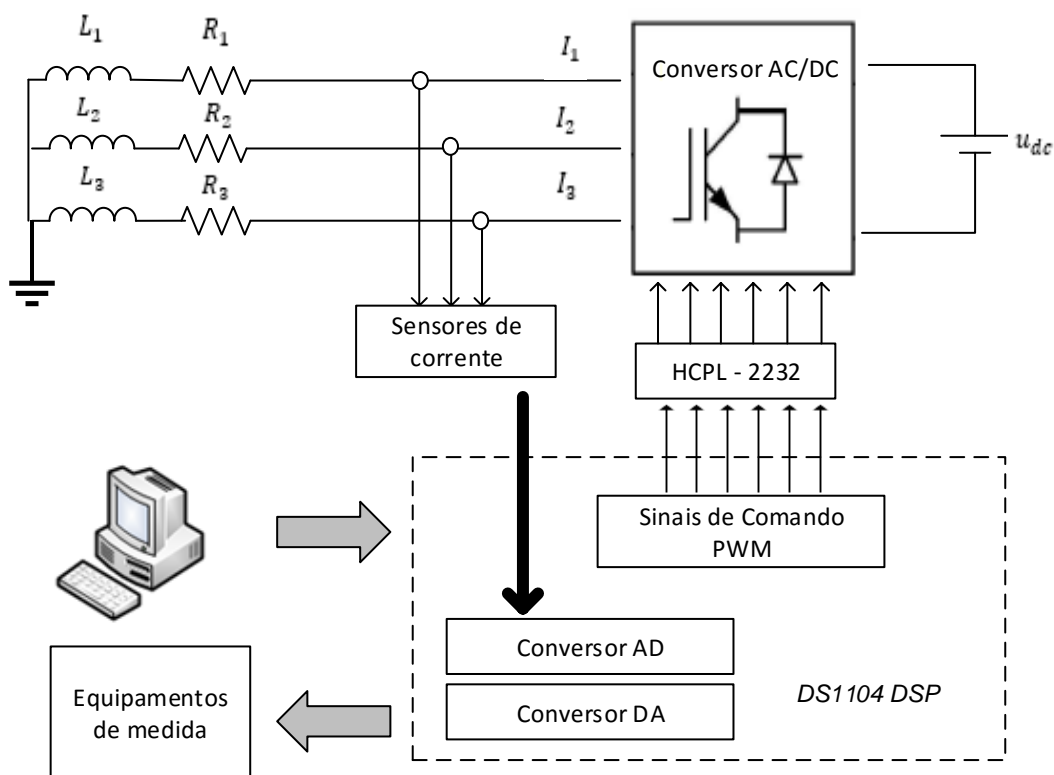 L₁
R₁
I₁
Conversor AC/DC
L₂
R₂
I₂
u_dc
L₃
R₃
I₃
Sensores de
corrente
HCPL - 2232
Sinais de Comando
PWM
Conversor AD
Equipamentos
de medida
Conversor DA
DS1104 DSP